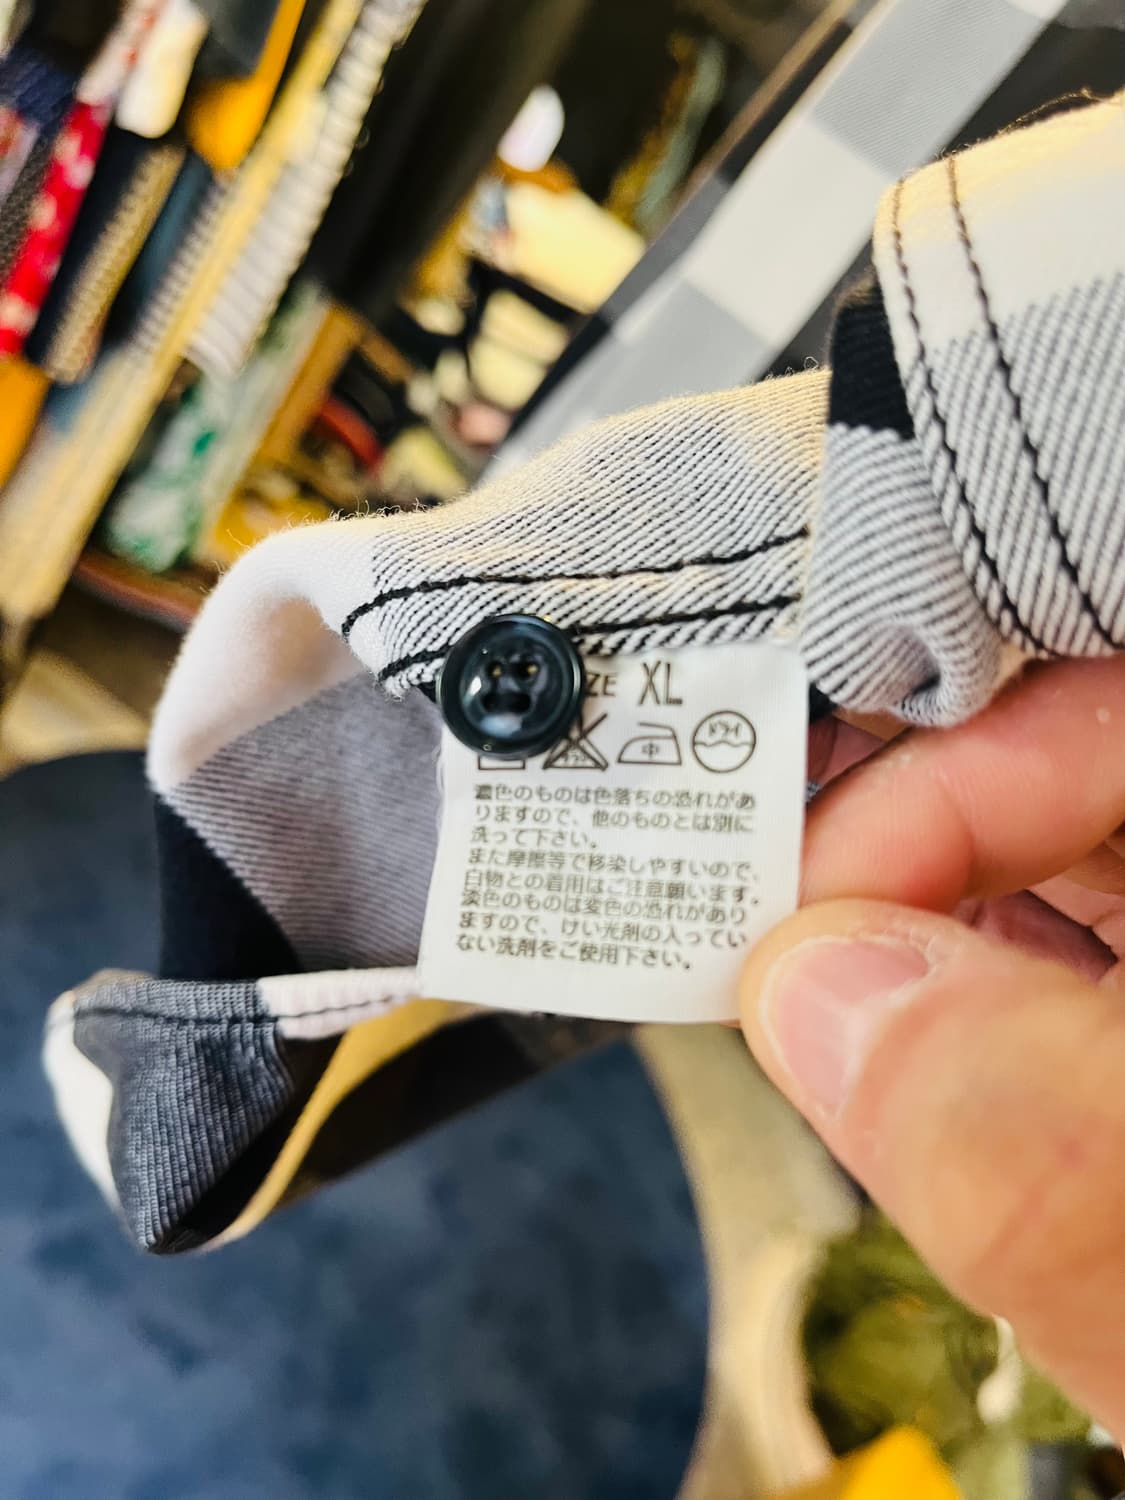 ZE XL
中 ドライ
濃色のものは色落ちの恐れがあ
りますので、他のものとは別に
洗って下さい。
また摩擦等で移染しやすいので、
白物との着用はご注意願います。
淡色のものは変色の恐れがあり
ますので、けい光剤の入ってい
ない洗剤をご使用下さい。